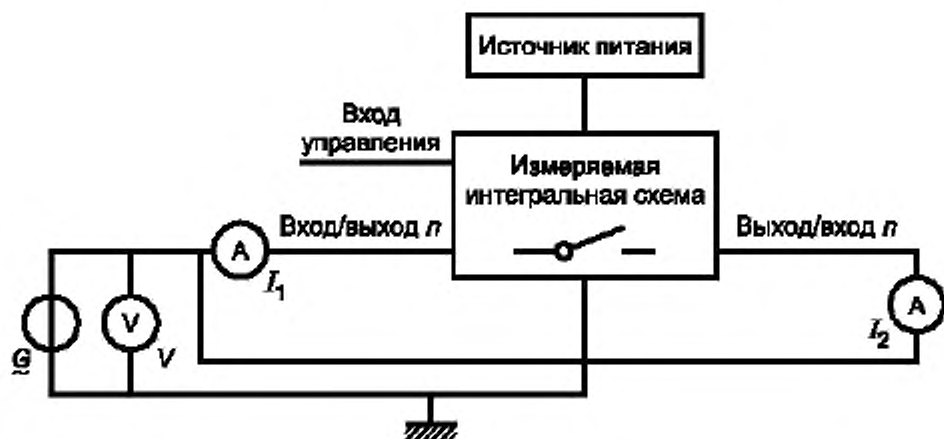 Источник питания
Вход
управления
Измеряемая
интегральная схема
Вход/выход n
Выход/вход n
A
I1
V
V
G
A
I2